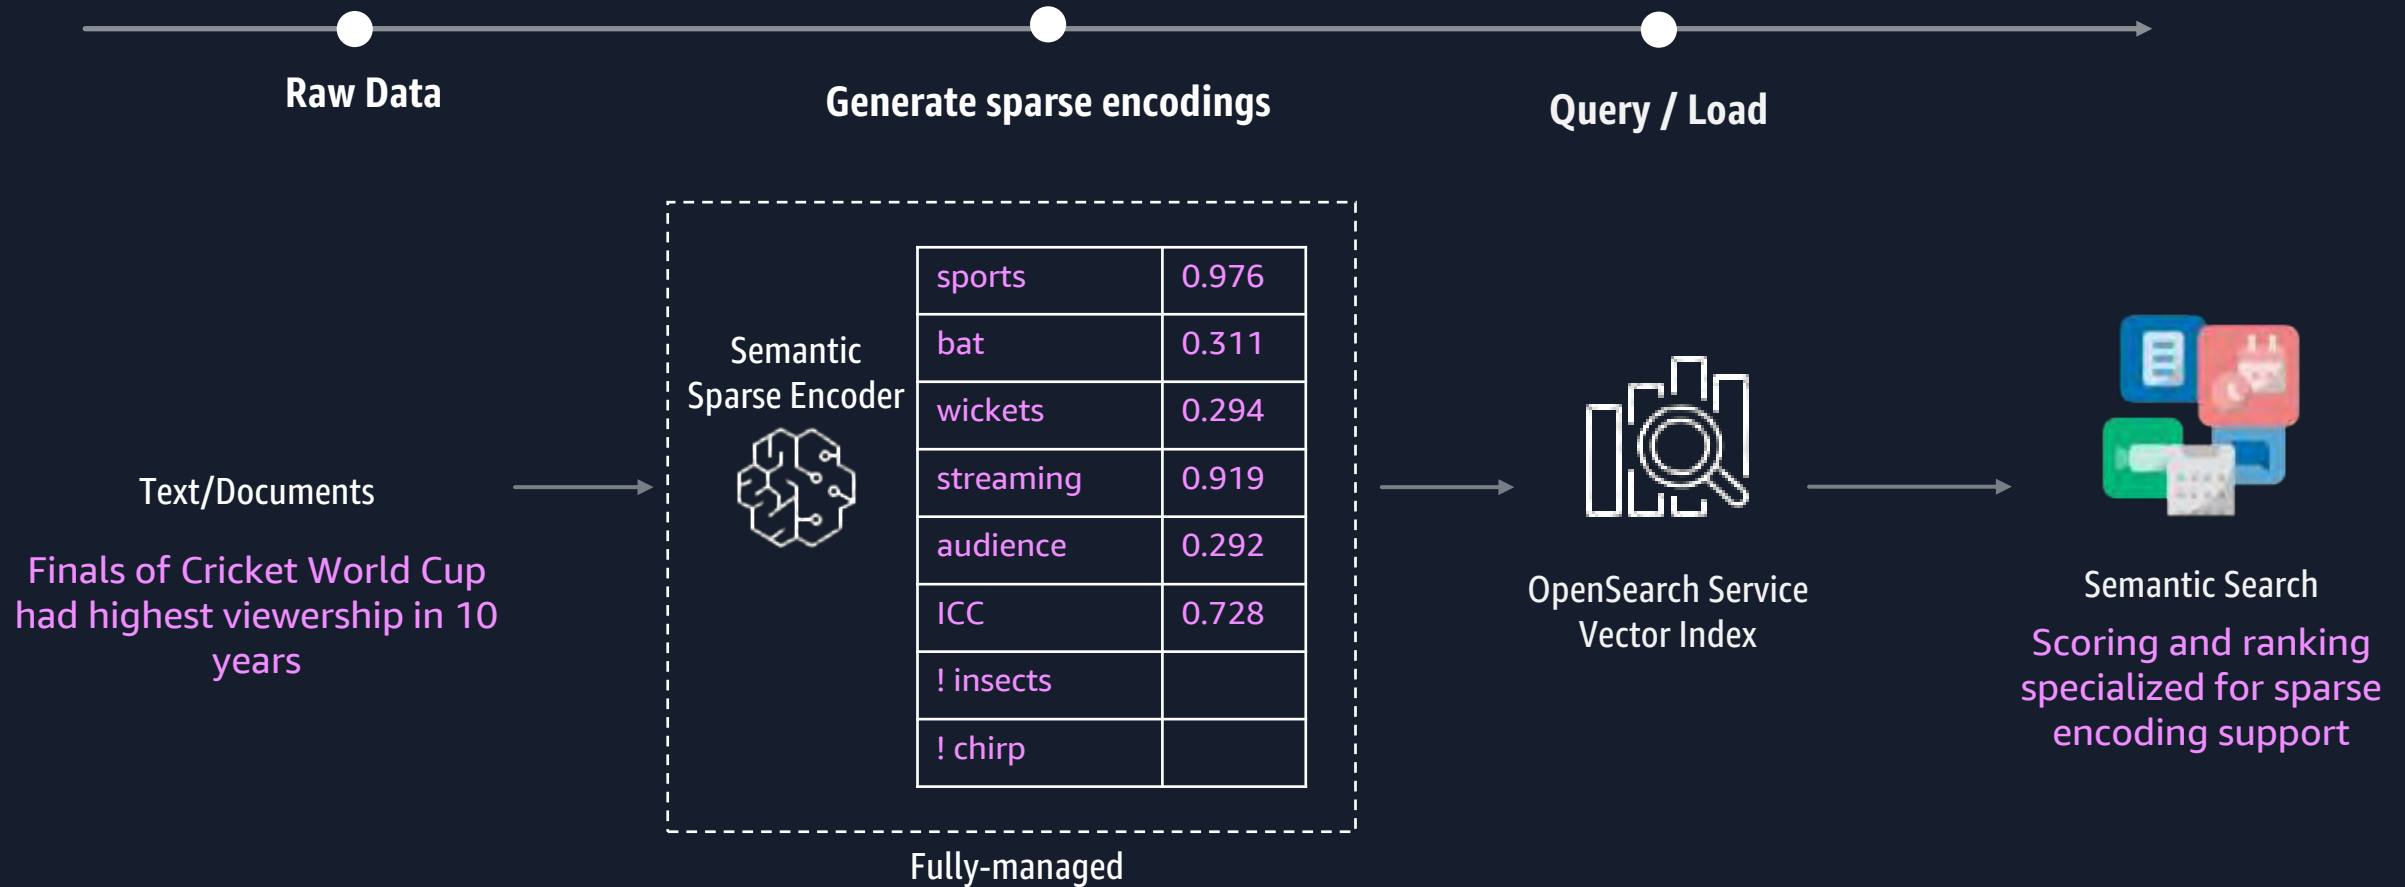 Raw Data
Generate sparse encodings
Query / Load
Text/Documents
Finals of Cricket World Cup
had highest viewership in 10
years
Semantic
Sparse Encoder
sports 0.976
bat 0.311
wickets 0.294
streaming 0.919
audience 0.292
ICC 0.728
! insects
! chirp
Fully-managed
OpenSearch Service
Vector Index
Semantic Search
Scoring and ranking
specialized for sparse
encoding support